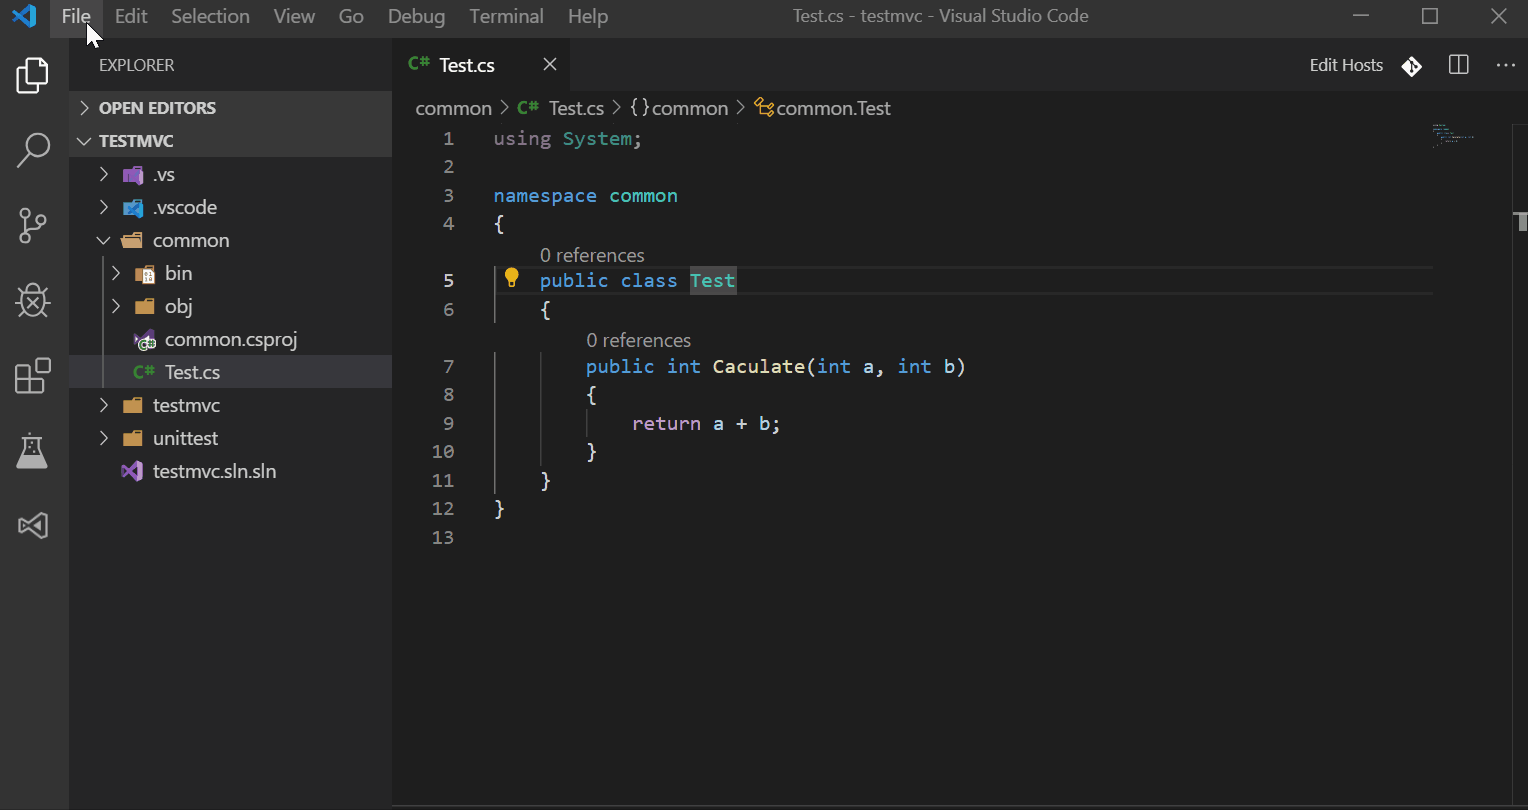 File Edit Selection View Go Debug Terminal Help
Test.cs - testmvc - Visual Studio Code
EXPLORER
OPEN EDITORS
TESTMVC
.vs
.vscode
common
bin
obj
common.csproj
C# Test.cs
testmvc
unittest
testmvc.sln.sln
C# Test.cs
Edit Hosts
common > C# Test.cs > {} common > common.Test
1 using System;
2
3 namespace common
4 {
0 references
5 public class Test
6 {
0 references
7 public int Caculate(int a, int b)
8 {
9 return a + b;
10 }
11 }
12 }
13